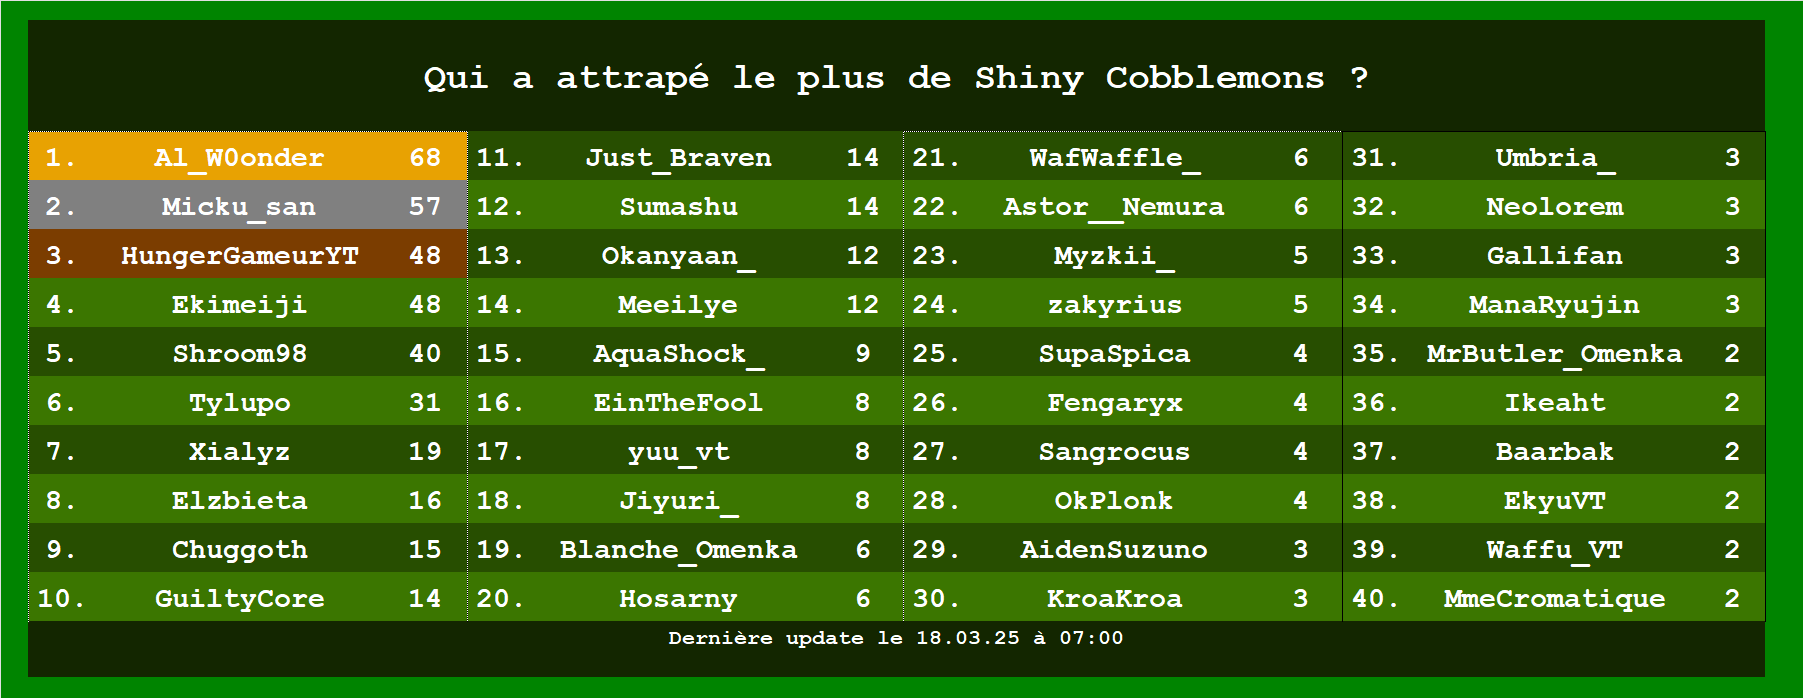 Qui a attrapé le plus de Shiny Cobblemons ?
1. Al_W0onder 68 11. Just_Braven 14 21. WafWaffle_ 6 31. Umbria_ 3
2. Micku_san 57 12. Sumashu 14 22. Astor__Nemura 6 32. Neolorem 3
3. HungerGameurYT 48 13. Okanyaan_ 12 23. Myzkii_ 5 33. Gallifan 3
4. Ekimeiji 48 14. Meeilye 12 24. zakyrius 5 34. ManaRyujin 3
5. Shroom98 40 15. AquaShock_ 9 25. SupaSpica 4 35. MrButler_Omenka 2
6. Tylupo 31 16. EinTheFool 8 26. Fengaryx 4 36. Ikeaht 2
7. Xialyz 19 17. yuu_vt 8 27. Sangrocus 4 37. Baarbak 2
8. Elzbieta 16 18. Jiyuri_ 8 28. OkPlonk 4 38. EkyuVT 2
9. Chuggoth 15 19. Blanche_Omenka 6 29. AidenSuzuno 3 39. Waffu_VT 2
10. GuiltyCore 14 20. Hosarny 6 30. KroaKroa 3 40. MmeCromatique 2
Dernière update le 18.03.25 à 07:00